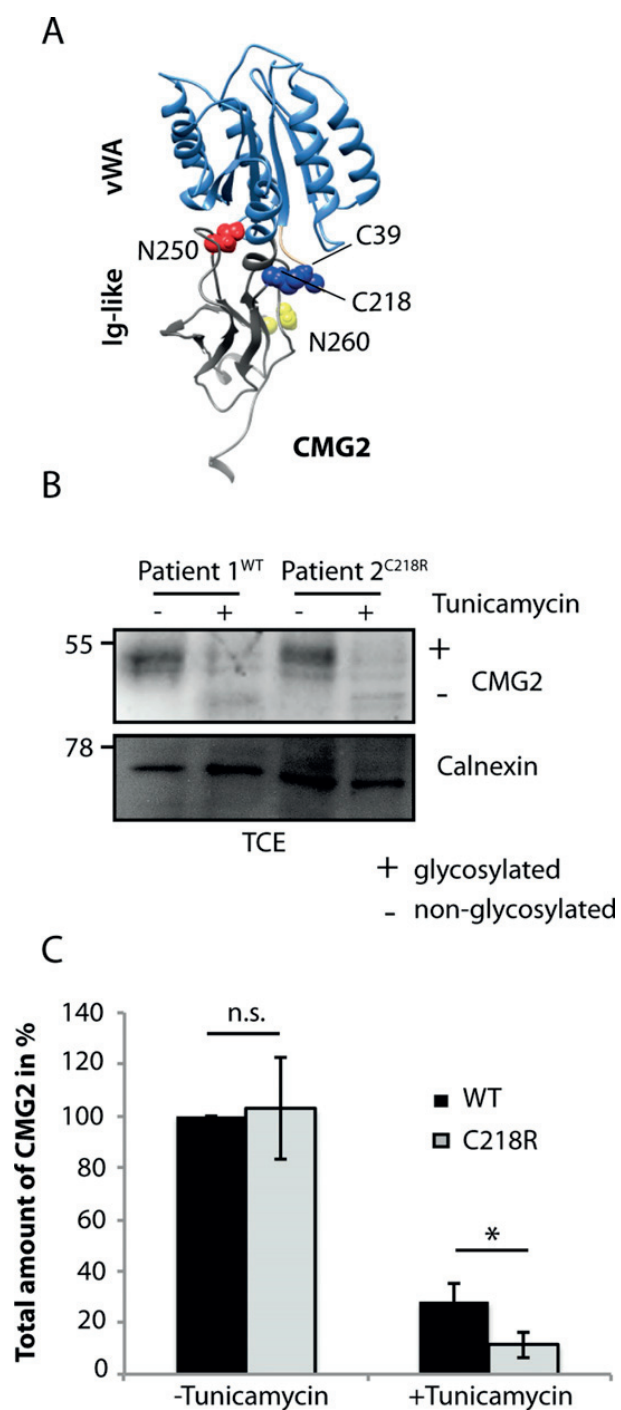 A
vWA
Ig-like
N250
C39
C218
N260
CMG2
B
Patient 1WT Patient 2C218R
- + - + Tunicamycin
55
+
CMG2
-
78
Calnexin
TCE
+ glycosylated
- non-glycosylated
C
Total amount of CMG2 in %
140
120
100
80
60
40
20
0
n.s.
WT
C218R
*
-Tunicamycin +Tunicamycin